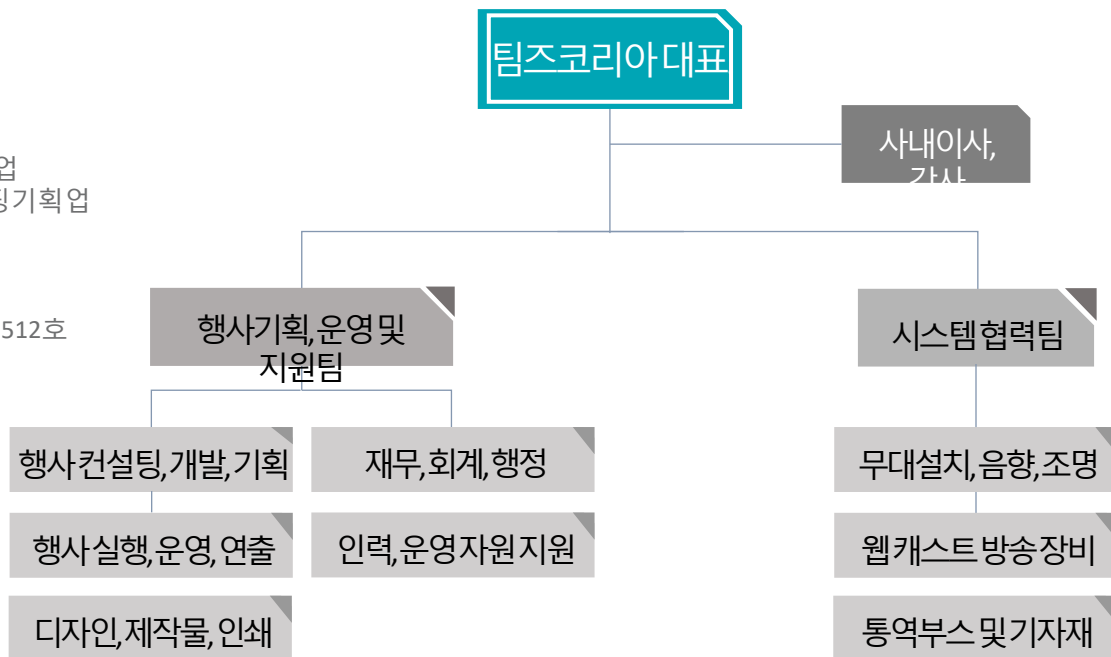 팀즈코리아 대표
사내이사,
감사
업
기획업
512호
행사기획, 운영 및
지원팀
시스템 협력팀
행사 컨설팅, 개발, 기획
재무, 회계, 행정
무대설치, 음향, 조명
행사 실행, 운영, 연출
인력, 운영자원 지원
웹 캐스트 방송 장비
디자인, 제작물, 인쇄
통역부스 및 기자재